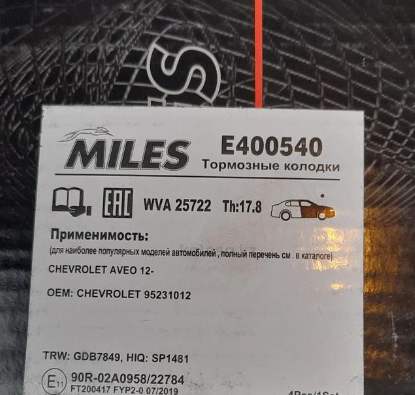 MILES
E400540
Тормозные колодки
EAC WVA 25722 Th:17.8
Применимость:
(для наиболее популярных моделей автомобилей , полный перечень см . в каталоге)
CHEVROLET AVEO 12-
OEM: CHEVROLET 95231012
TRW: GDB7849, HIQ: SP1481
E11 90R-02A0958/22784
FT200417 FYP2-0 07/2019